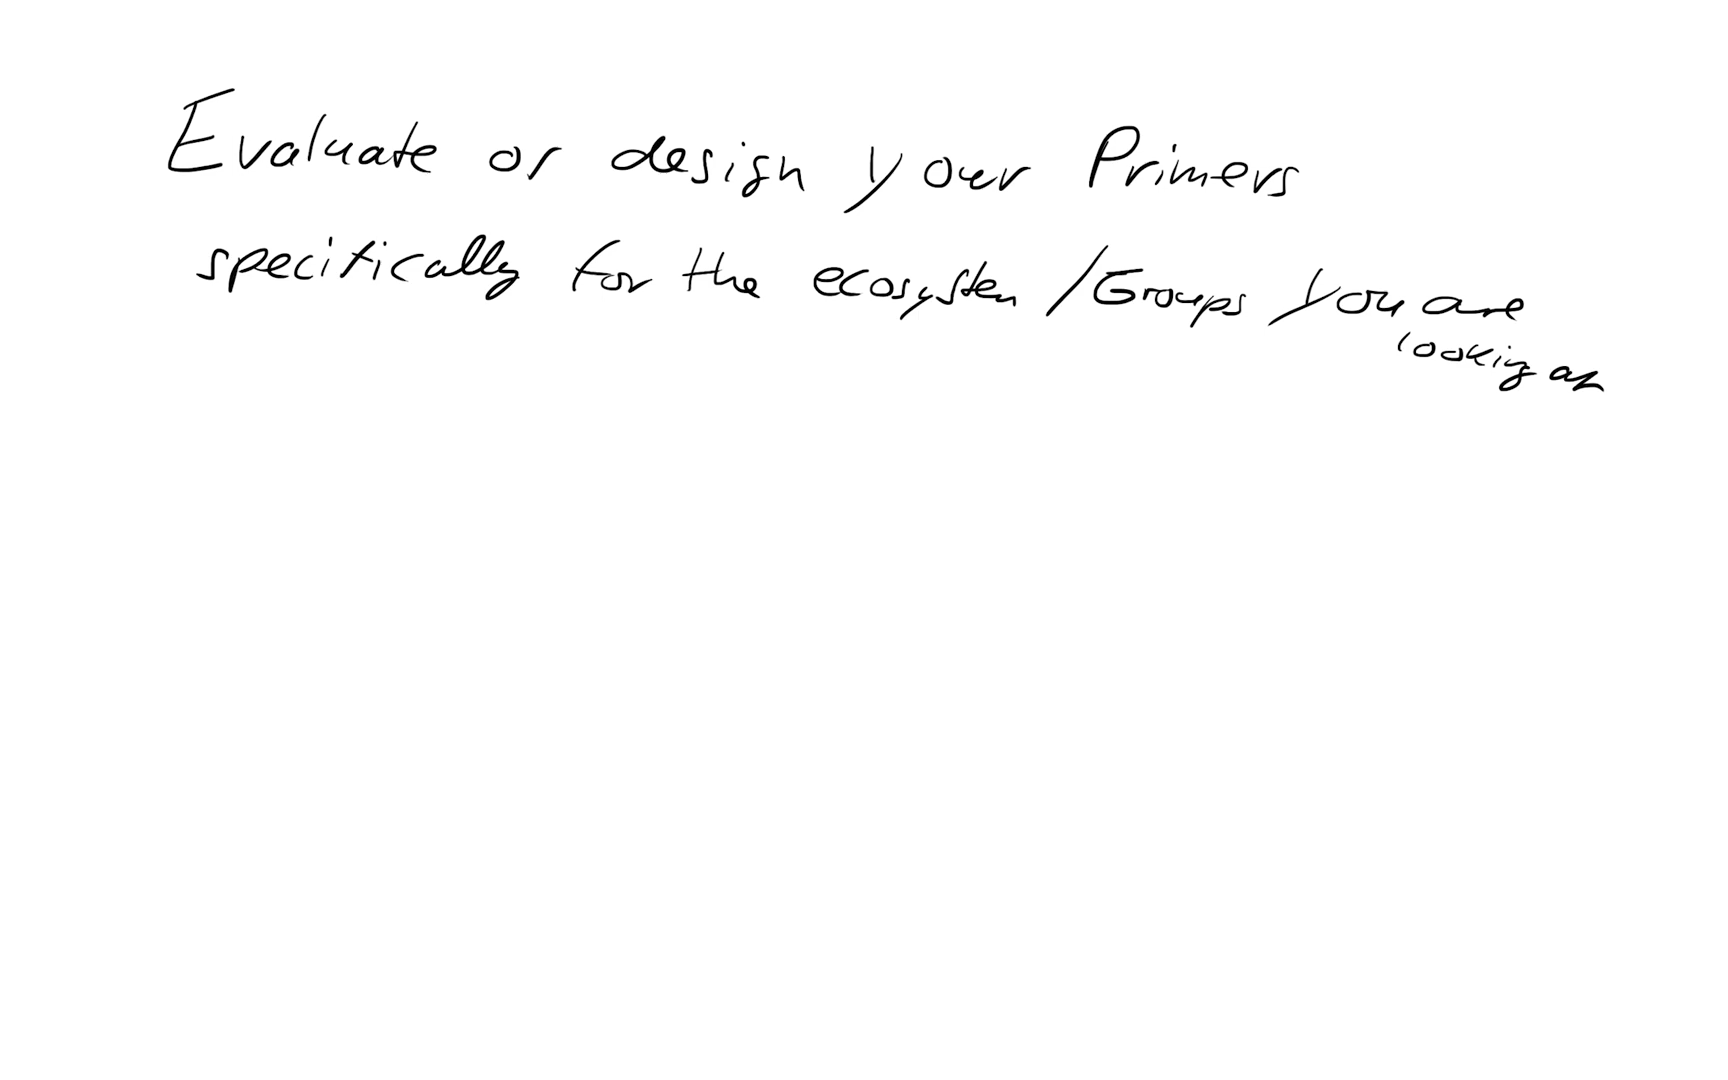 Evaluate or design your Primers
specifically for the ecosystem /Groups you are
looking at